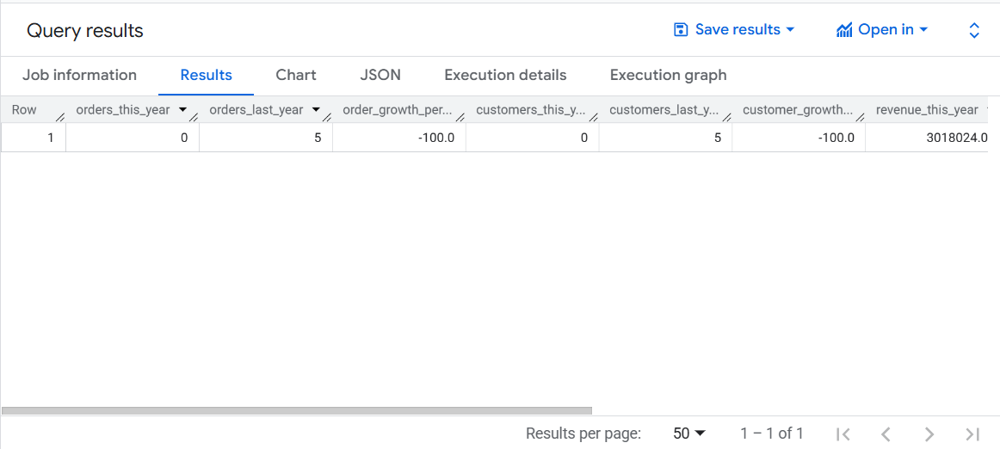 Query results Save results Open in
Job information Results Chart JSON Execution details Execution graph
Row orders_this_year orders_last_year order_growth_per... customers_this_y... customers_last_y... customer_growth... revenue_this_year
1 0 5 -100.0 0 5 -100.0 3018024.0
Results per page: 50 1 – 1 of 1